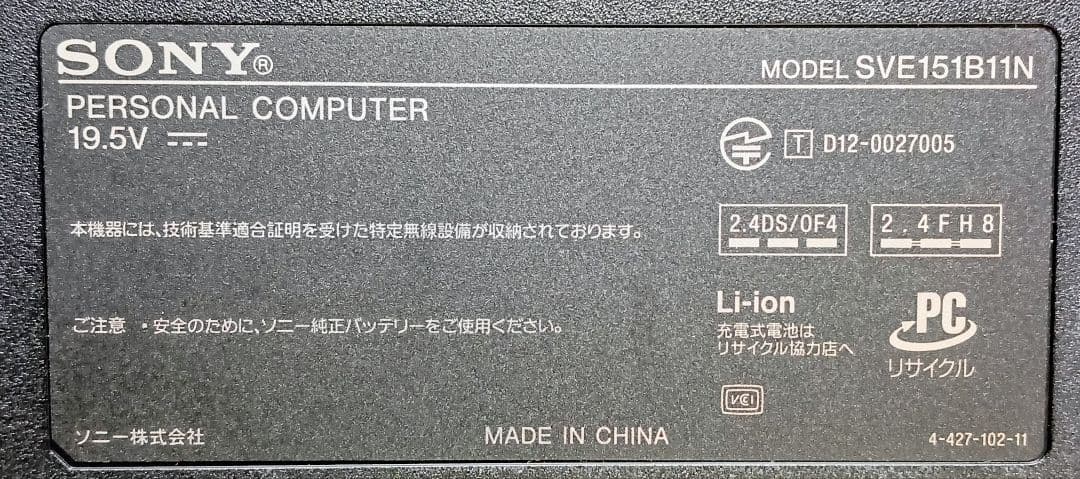 SONY®
MODEL SVE151B11N
PERSONAL COMPUTER
19.5V
T D12-0027005
本機器には、技術基準適合証明を受けた特定無線設備が収納されております。
2.4DS/OF4
2.4FH8
Li-ion
充電式電池は
リサイクル協力店へ
PC
リサイクル
ご注意 ・安全のために、ソニー純正バッテリーをご使用ください。
VCI
ソニー株式会社
MADE IN CHINA
4-427-102-11